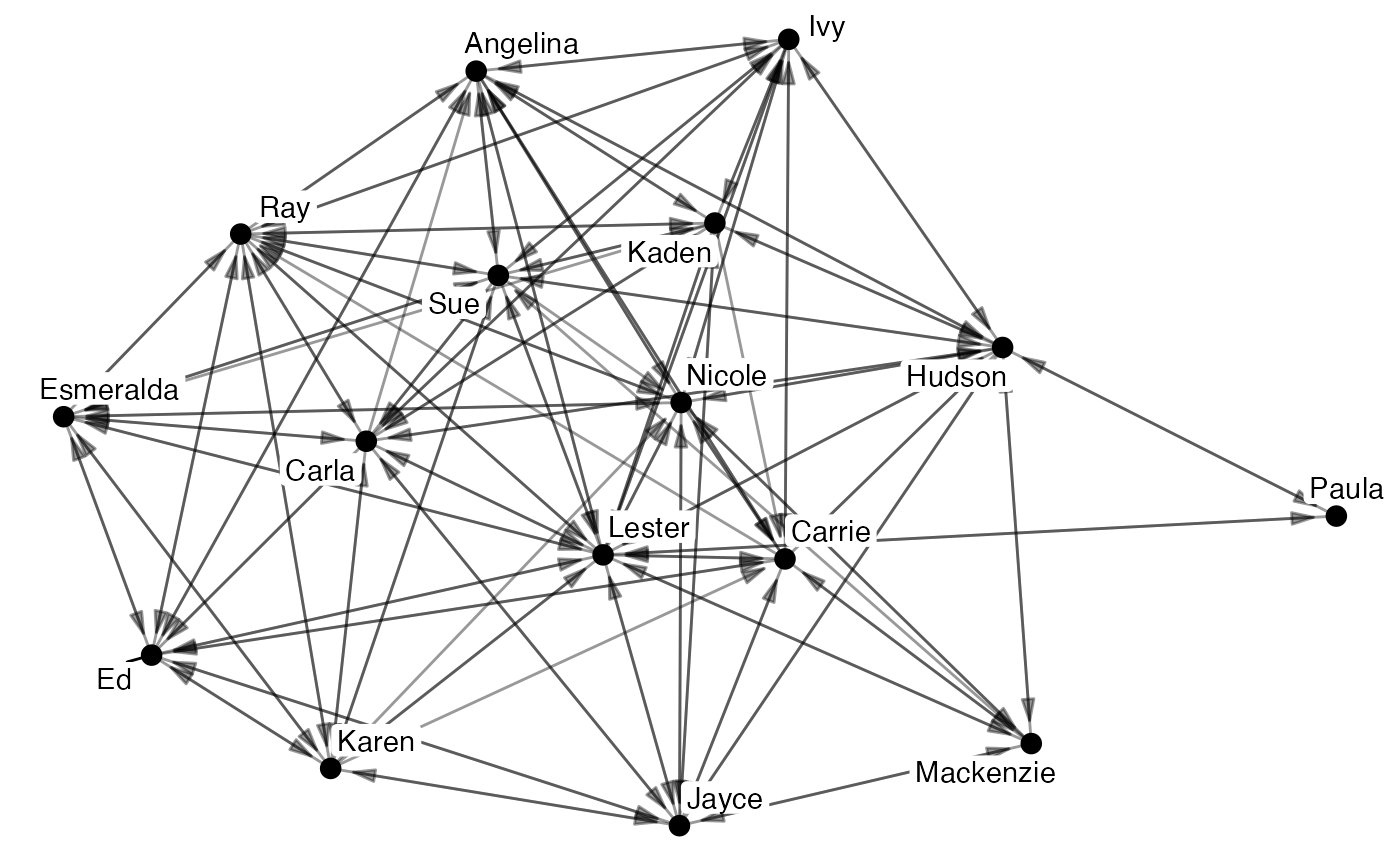 Ivy
Angelina
Ray
Kaden
Sue
Nicole
Hudson
Esmeralda
Carla
Paula
Lester
Carrie
Ed
Karen
Mackenzie
Jayce